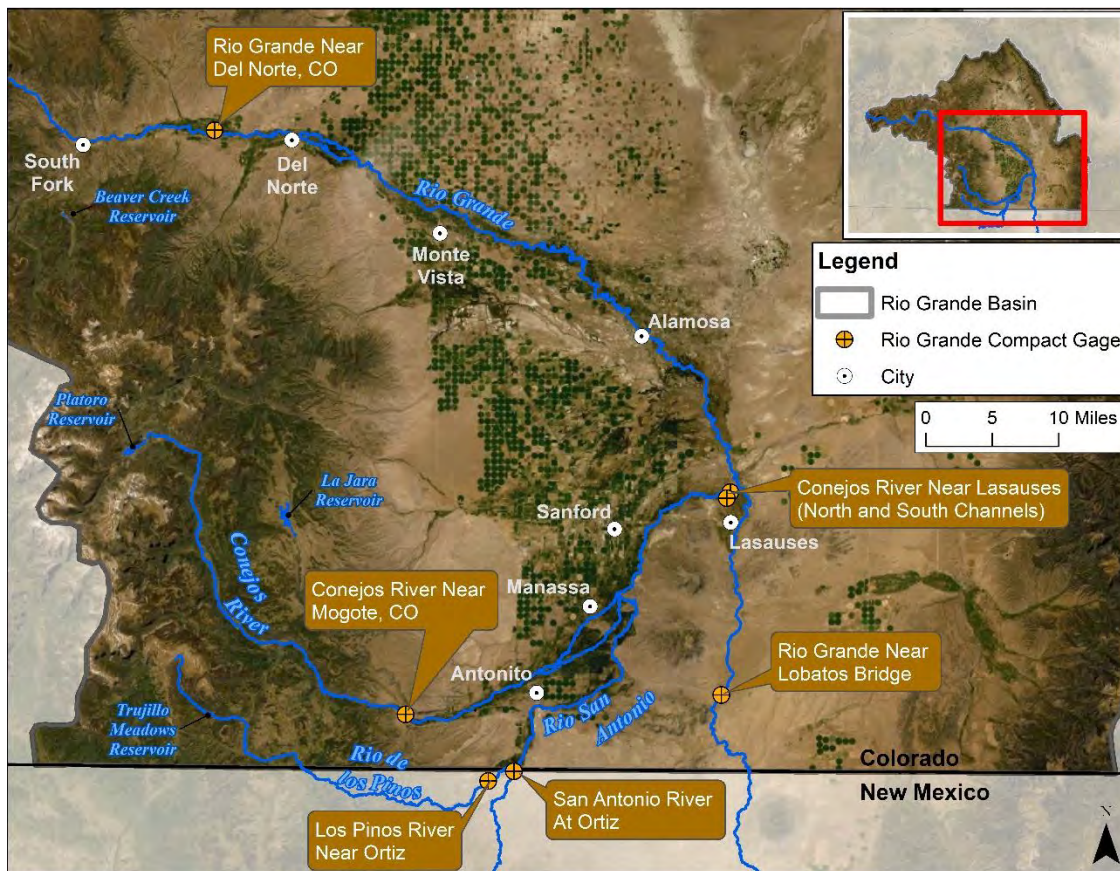 Rio Grande Near
Del Norte, CO
South
Fork
Del
Norte
Beaver Creek
Reservoir
Rio Grande
Monte
Vista
Alamosa
Legend
Rio Grande Basin
Rio Grande Compact Gage
City
0 5 10 Miles
Platoro
Reservoir
La Jara
Reservoir
Conejos River Near Lasauses
(North and South Channels)
Sanford
Lasauses
Conejos
River
Conejos River Near
Mogote, CO
Manassa
Rio Grande Near
Lobatos Bridge
Antonito
Rio San
Antonio
Trujillo
Meadows
Reservoir
Rio de
los Pinos
Colorado
New Mexico
San Antonio River
At Ortiz
Los Pinos River
Near Ortiz
N